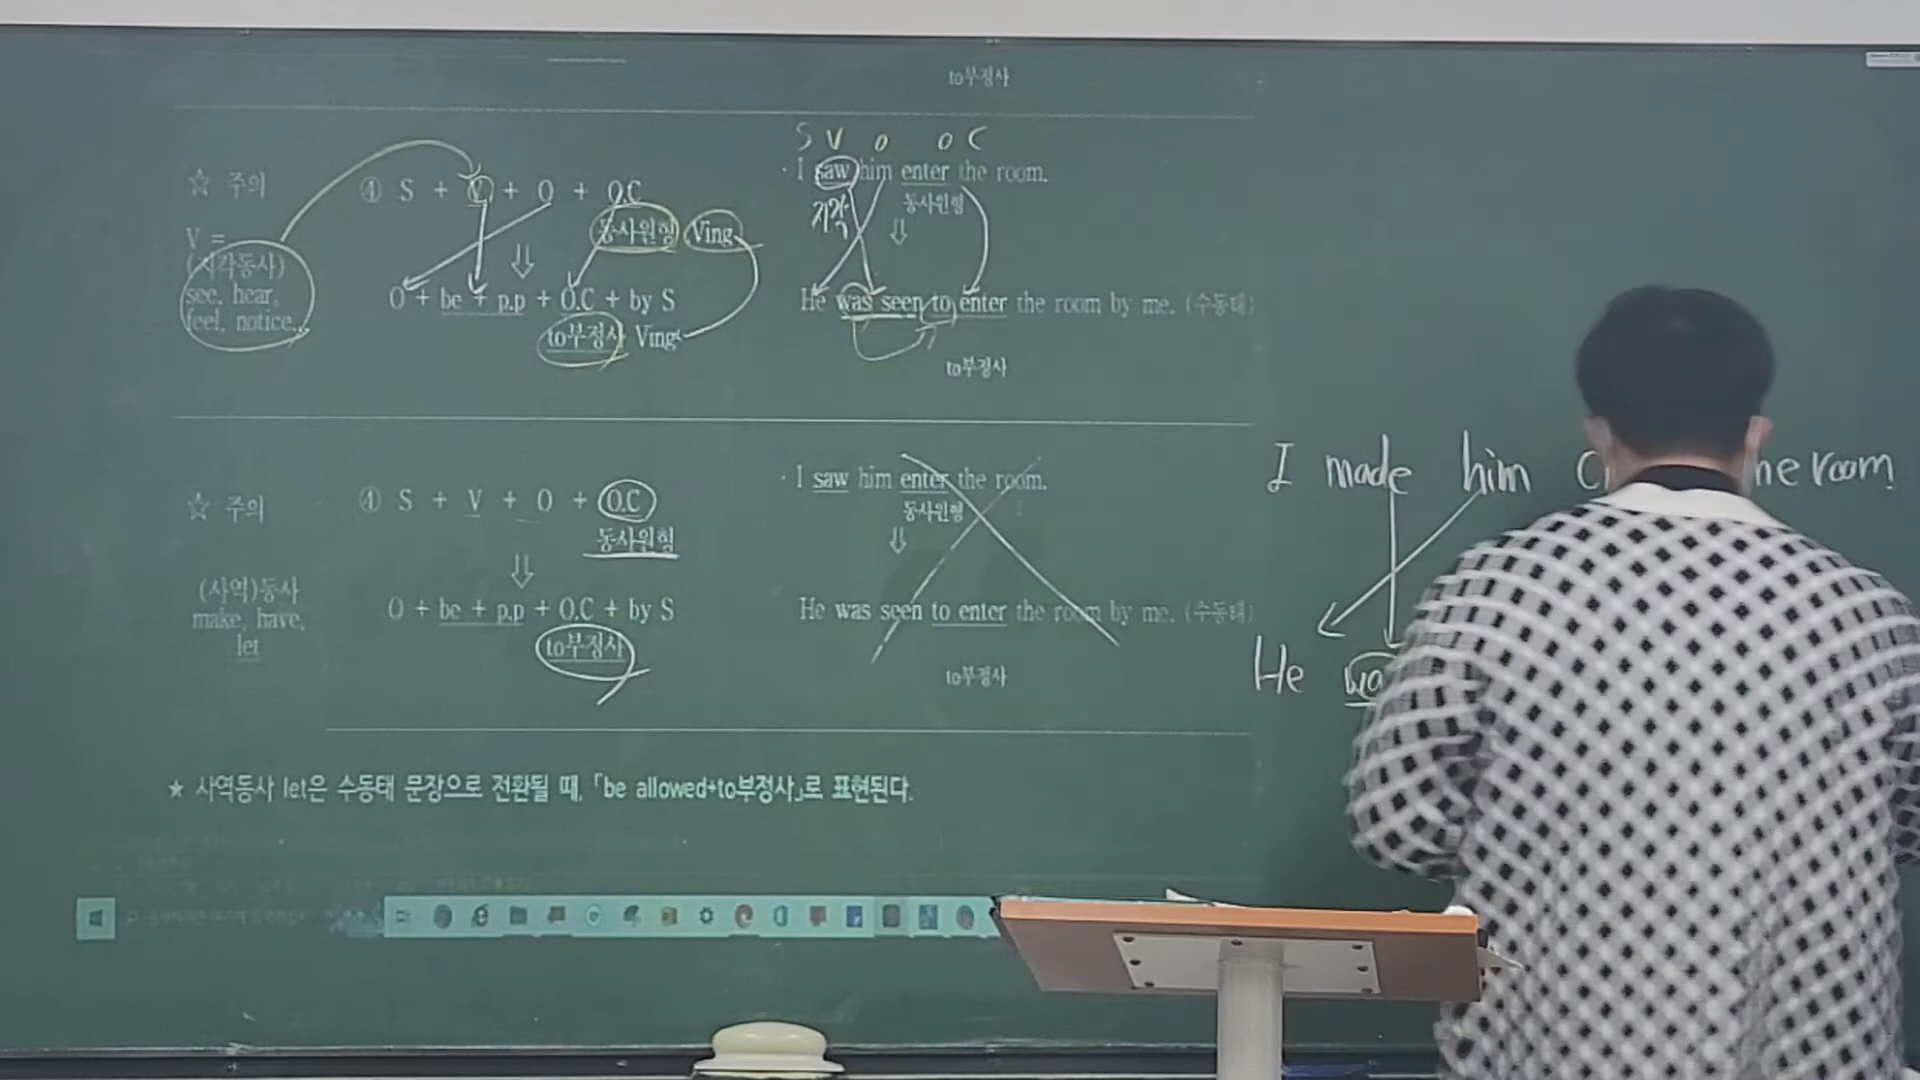 to부정사
S V O O C
☆ 주의
④ S + V + O + O.C
· I saw him enter the room.
동사원형 Ving
지각
동사원형
V =
(지각동사)
see, hear,
feel, notice...
⇓
⇓
O + be + p.p + O.C + by S
He was seen to enter the room by me. (수동태)
to부정사 Ving
to부정사
☆ 주의
④ S + V + O + O.C
· I saw him enter the room.
동사원형
동사원형
⇓
⇓
(사역)동사
make, have,
let
O + be + p.p + O.C + by S
He was seen to enter the room by me. (수동태)
to부정사
to부정사
I made him
room
He
★ 사역동사 let은 수동태 문장으로 전환될 때, 「be allowed+to부정사」로 표현된다.